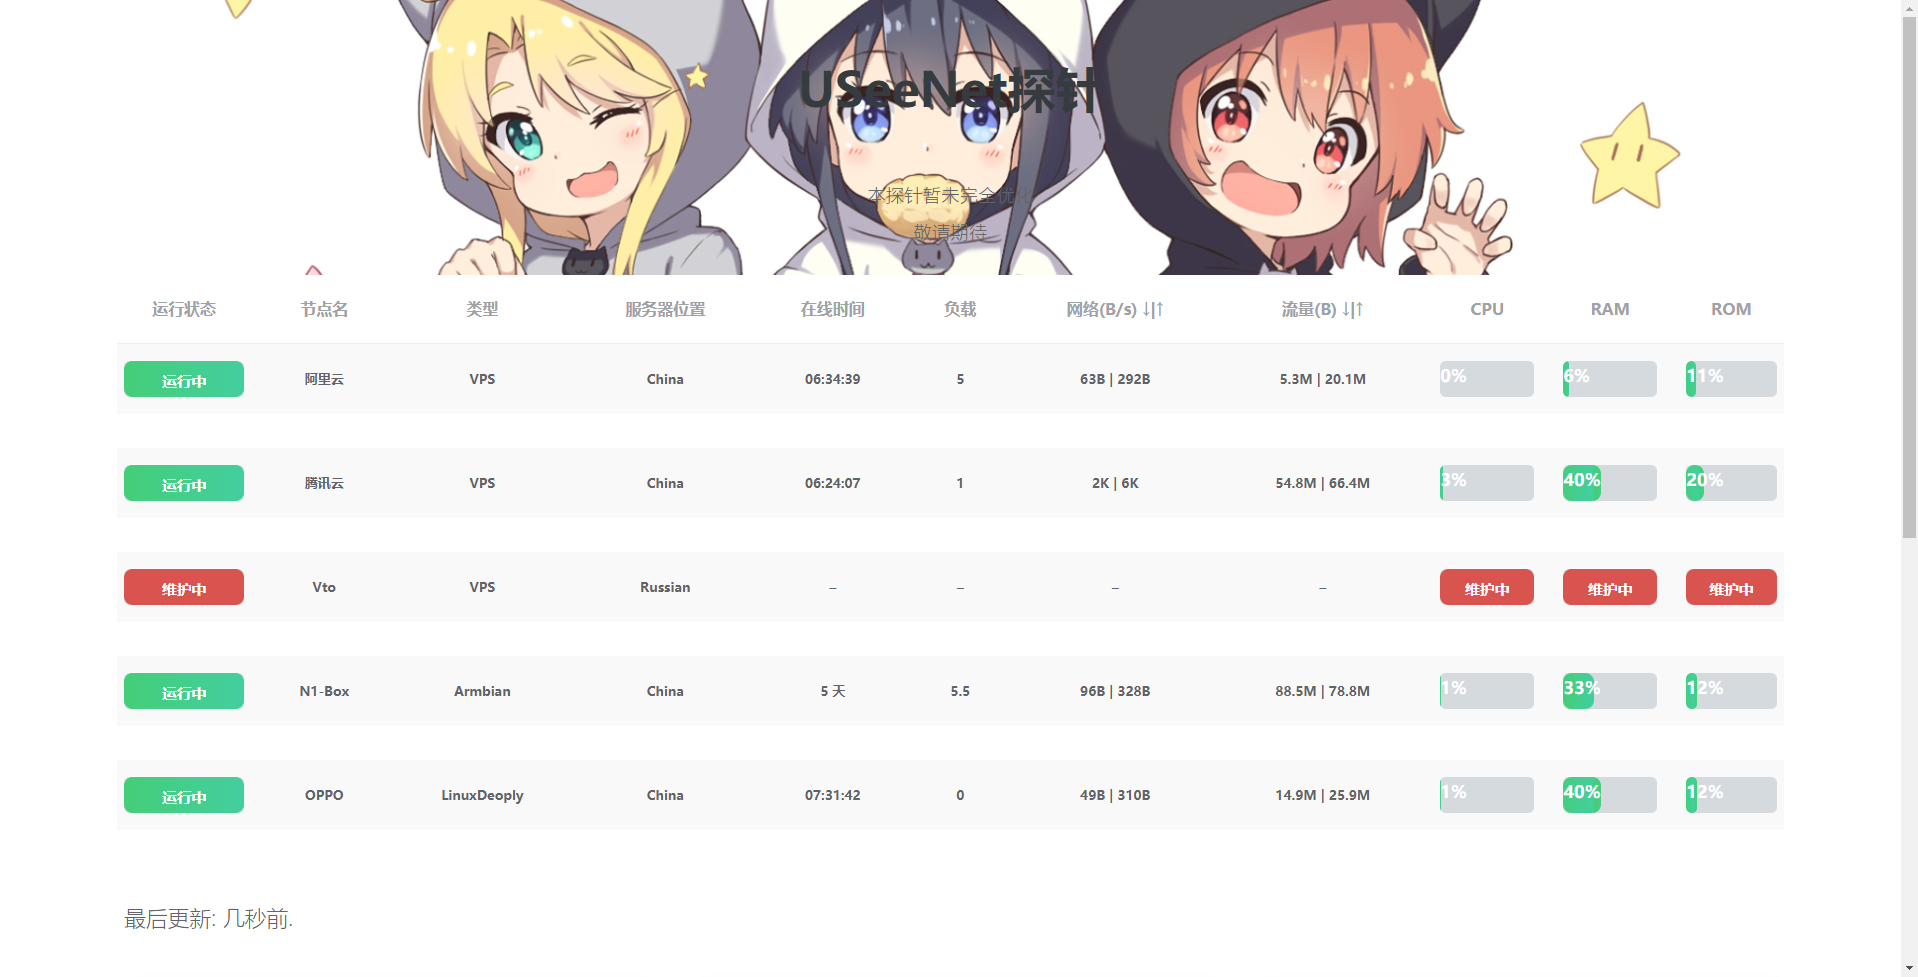 USeeNet探针
本探针暂未完全优化
敬请期待
运行状态 节点名 类型 服务器位置 在线时间 负载 网络(B/s) ↓|↑ 流量(B) ↓|↑ CPU RAM ROM
运行中 阿里云 VPS China 06:34:39 5 63B | 292B 5.3M | 20.1M 0% 6% 11%
运行中 腾讯云 VPS China 06:24:07 1 2K | 6K 54.8M | 66.4M 3% 40% 20%
维护中 Vto VPS Russian – – – – 维护中 维护中 维护中
运行中 N1-Box Armbian China 5 天 5.5 96B | 328B 88.5M | 78.8M 1% 33% 12%
运行中 OPPO LinuxDeoply China 07:31:42 0 49B | 310B 14.9M | 25.9M 1% 40% 12%
最后更新: 几秒前.